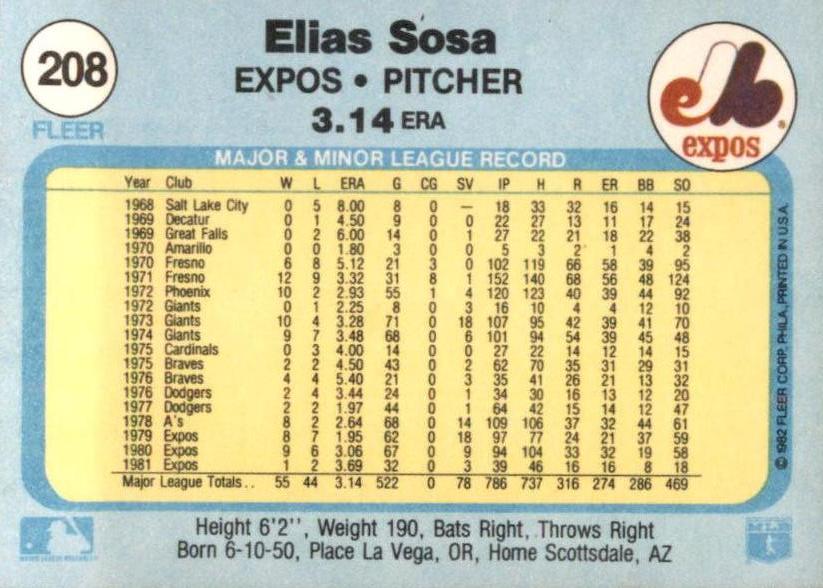 208
FLEER
Elias Sosa
EXPOS • PITCHER
3.14 ERA
expos
MAJOR & MINOR LEAGUE RECORD
Year Club W L ERA G CG SV IP H R ER BB SO
1968 Salt Lake City 0 5 8.00 8 0 — 18 33 32 16 14 15
1969 Decatur 0 1 4.50 9 0 0 22 27 13 11 17 24
1969 Great Falls 0 2 6.00 14 0 1 27 22 21 18 22 38
1970 Amarillo 0 0 1.80 3 0 0 5 3 2 1 4 2
1970 Fresno 6 8 5.12 21 3 0 102 119 66 58 39 95
1971 Fresno 12 9 3.32 31 8 1 152 140 68 56 48 124
1972 Phoenix 10 2 2.93 55 1 4 120 123 40 39 44 92
1972 Giants 0 1 2.25 8 0 3 16 10 4 4 12 10
1973 Giants 10 4 3.28 71 0 18 107 95 42 39 41 70
1974 Giants 9 7 3.48 68 0 6 101 94 54 39 45 48
1975 Cardinals 0 3 4.00 14 0 0 27 22 14 12 14 15
1975 Braves 2 2 4.50 43 0 2 62 70 35 31 29 31
1976 Braves 4 4 5.40 21 0 3 35 41 26 21 13 32
1976 Dodgers 2 4 3.44 24 0 1 34 30 16 13 12 20
1977 Dodgers 2 2 1.97 44 0 1 64 42 15 14 12 47
1978 A's 8 2 2.64 68 0 14 109 106 37 32 44 61
1979 Expos 8 7 1.95 62 0 18 97 77 24 21 37 59
1980 Expos 9 6 3.06 67 0 9 94 104 33 32 19 58
1981 Expos 1 2 3.69 32 0 3 39 46 16 16 8 18
Major League Totals . . 55 44 3.14 522 0 78 786 737 316 274 286 469
© 1982 FLEER CORP. PHILA., PRINTED IN U.S.A.
Height 6'2'', Weight 190, Bats Right, Throws Right
Born 6-10-50, Place La Vega, OR, Home Scottsdale, AZ